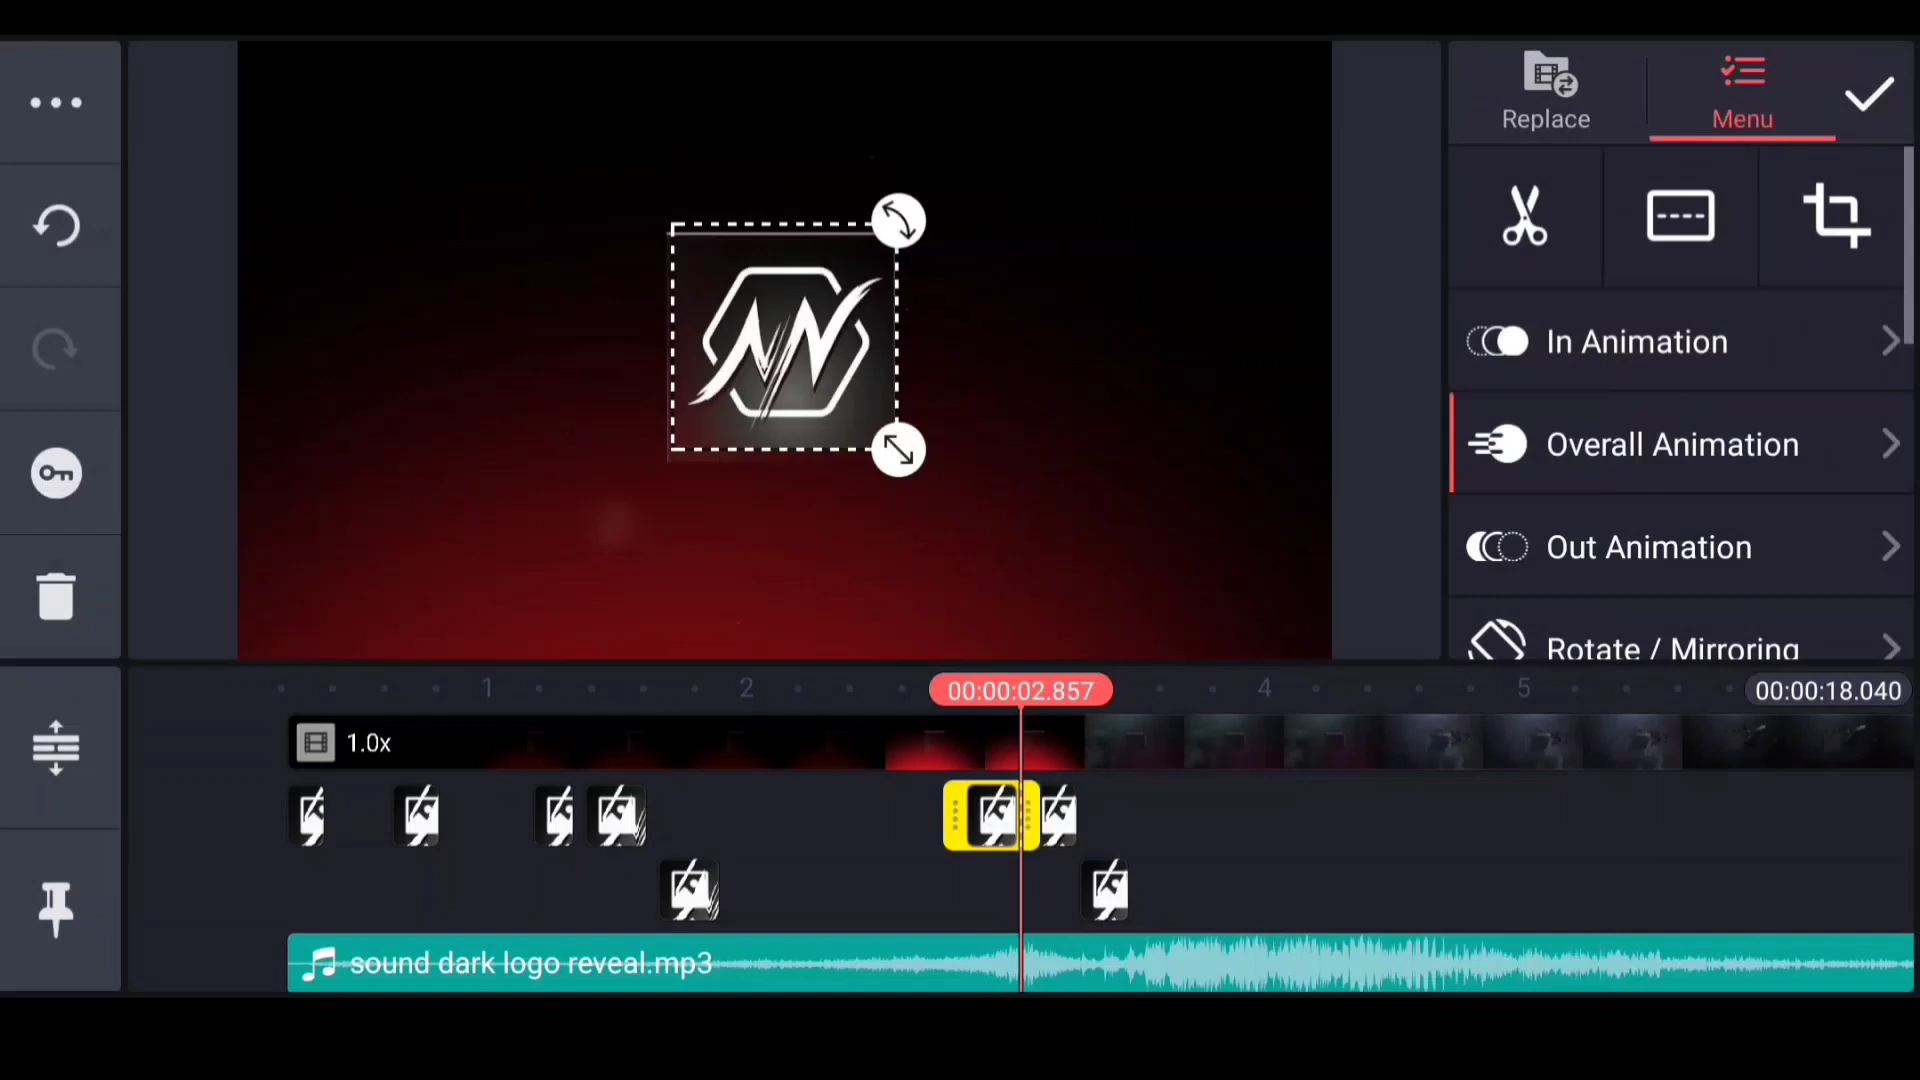 Replace
Menu
In Animation
Overall Animation
Out Animation
Rotate / Mirroring
1
2
00:00:02.857
4
5
00:00:18.040
1.0x
sound dark logo reveal.mp3